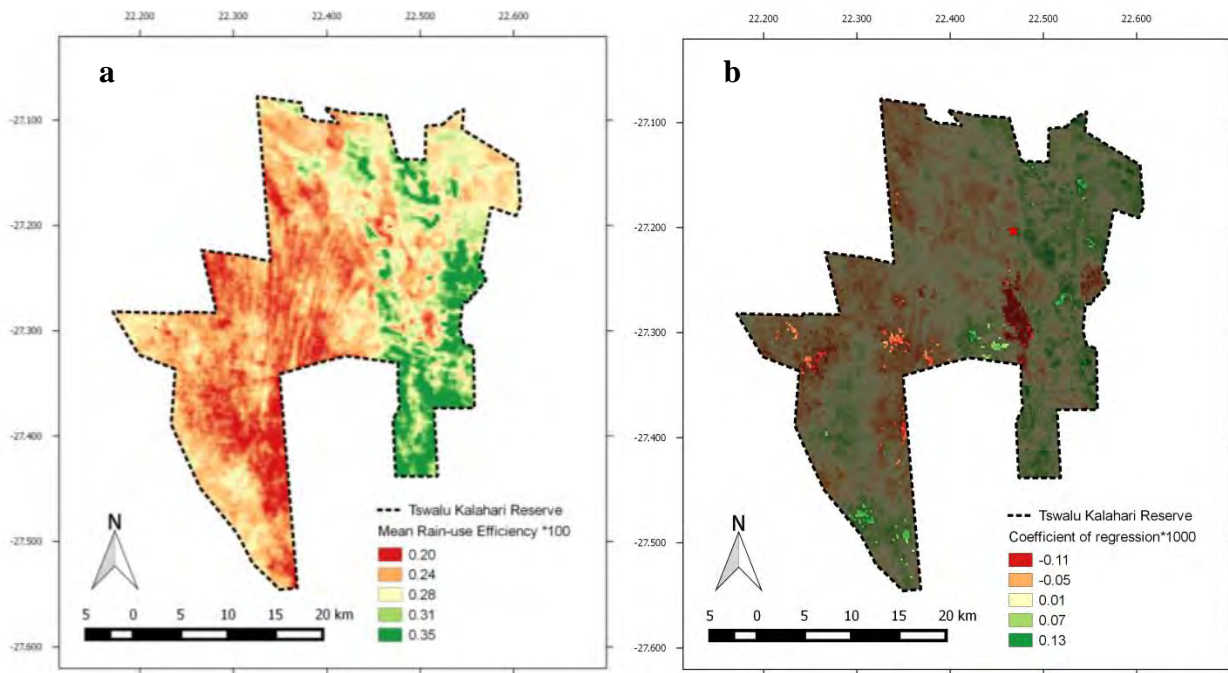 22.200 22.300 22.400 22.500 22.600
a
-27.100
-27.200
-27.300
-27.400
-27.500
-27.600
N
5 0 5 10 15 20 km
Tswalu Kalahari Reserve
Mean Rain-use Efficiency *100
0.20
0.24
0.28
0.31
0.35
22.200 22.300 22.400 22.500 22.600
b
-27.100
-27.200
-27.300
-27.400
-27.500
-27.600
N
5 0 5 10 15 20 km
Tswalu Kalahari Reserve
Coefficient of regression*1000
-0.11
-0.05
0.01
0.07
0.13